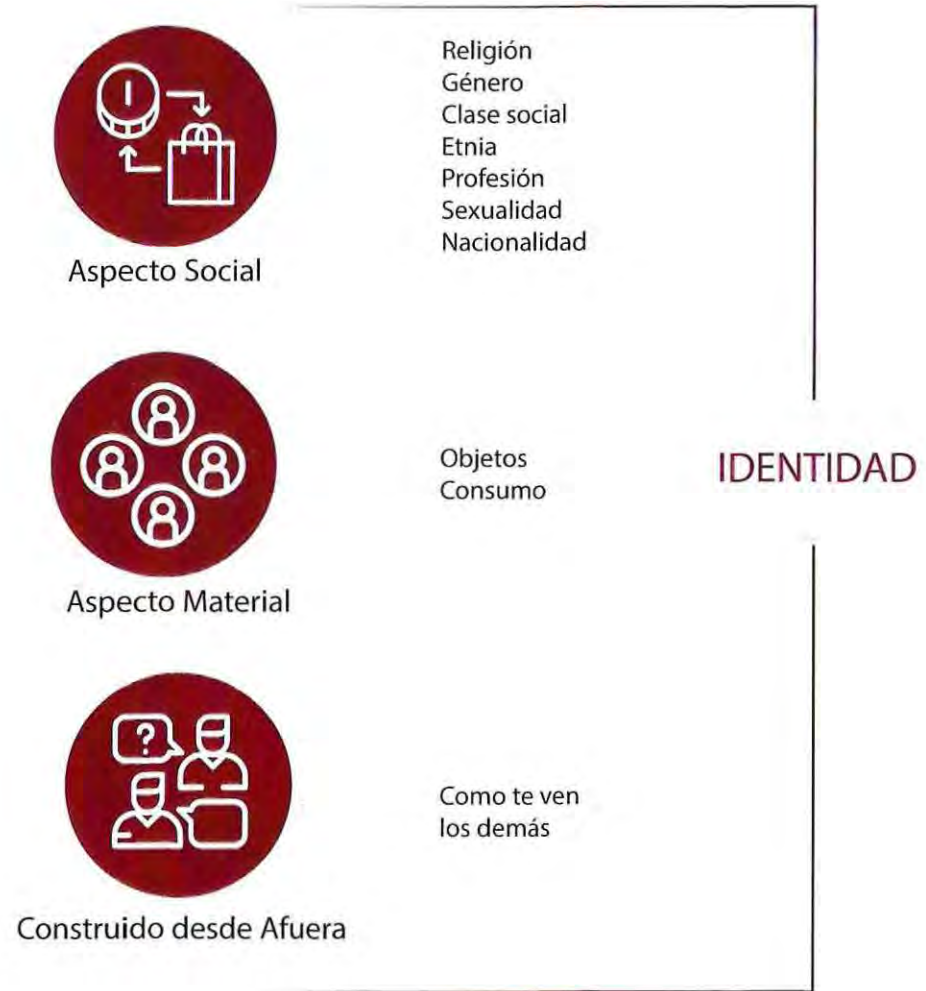 Religión
Género
Clase social
Etnia
Profesión
Sexualidad
Nacionalidad
Aspecto Social
Objetos
Consumo
IDENTIDAD
Aspecto Material
?
Como te ven
los demás
Construido desde Afuera